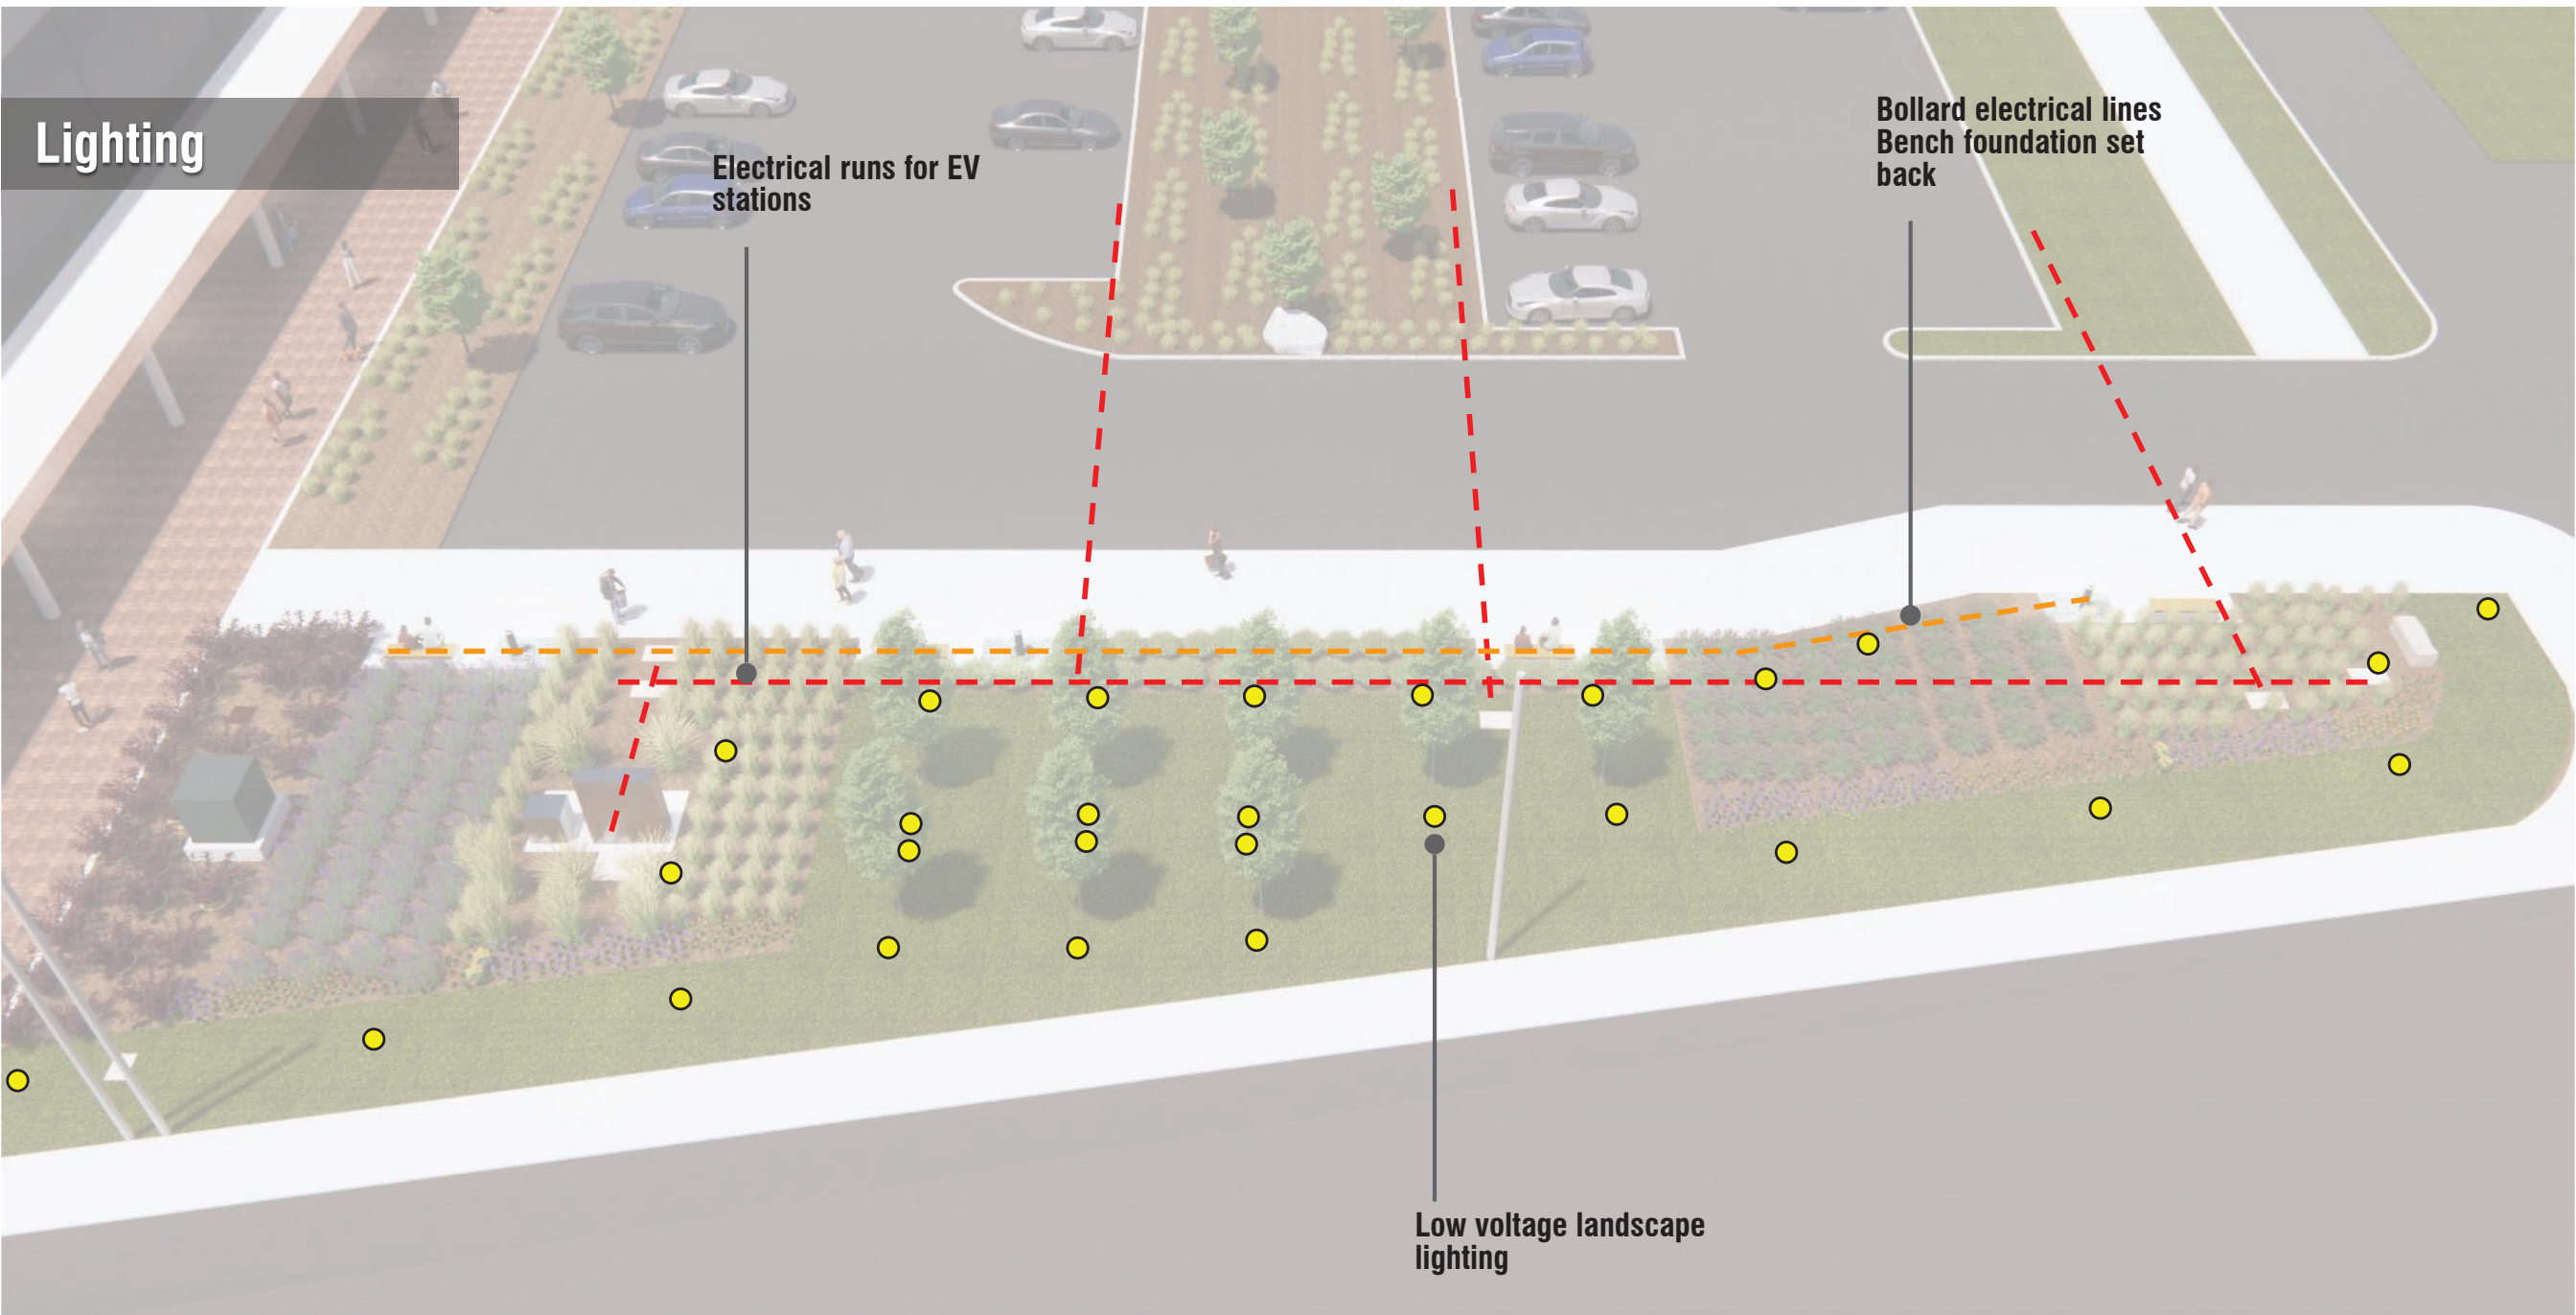 Lighting
Electrical runs for EV
stations
Bollard electrical lines
Bench foundation set
back
Low voltage landscape
lighting